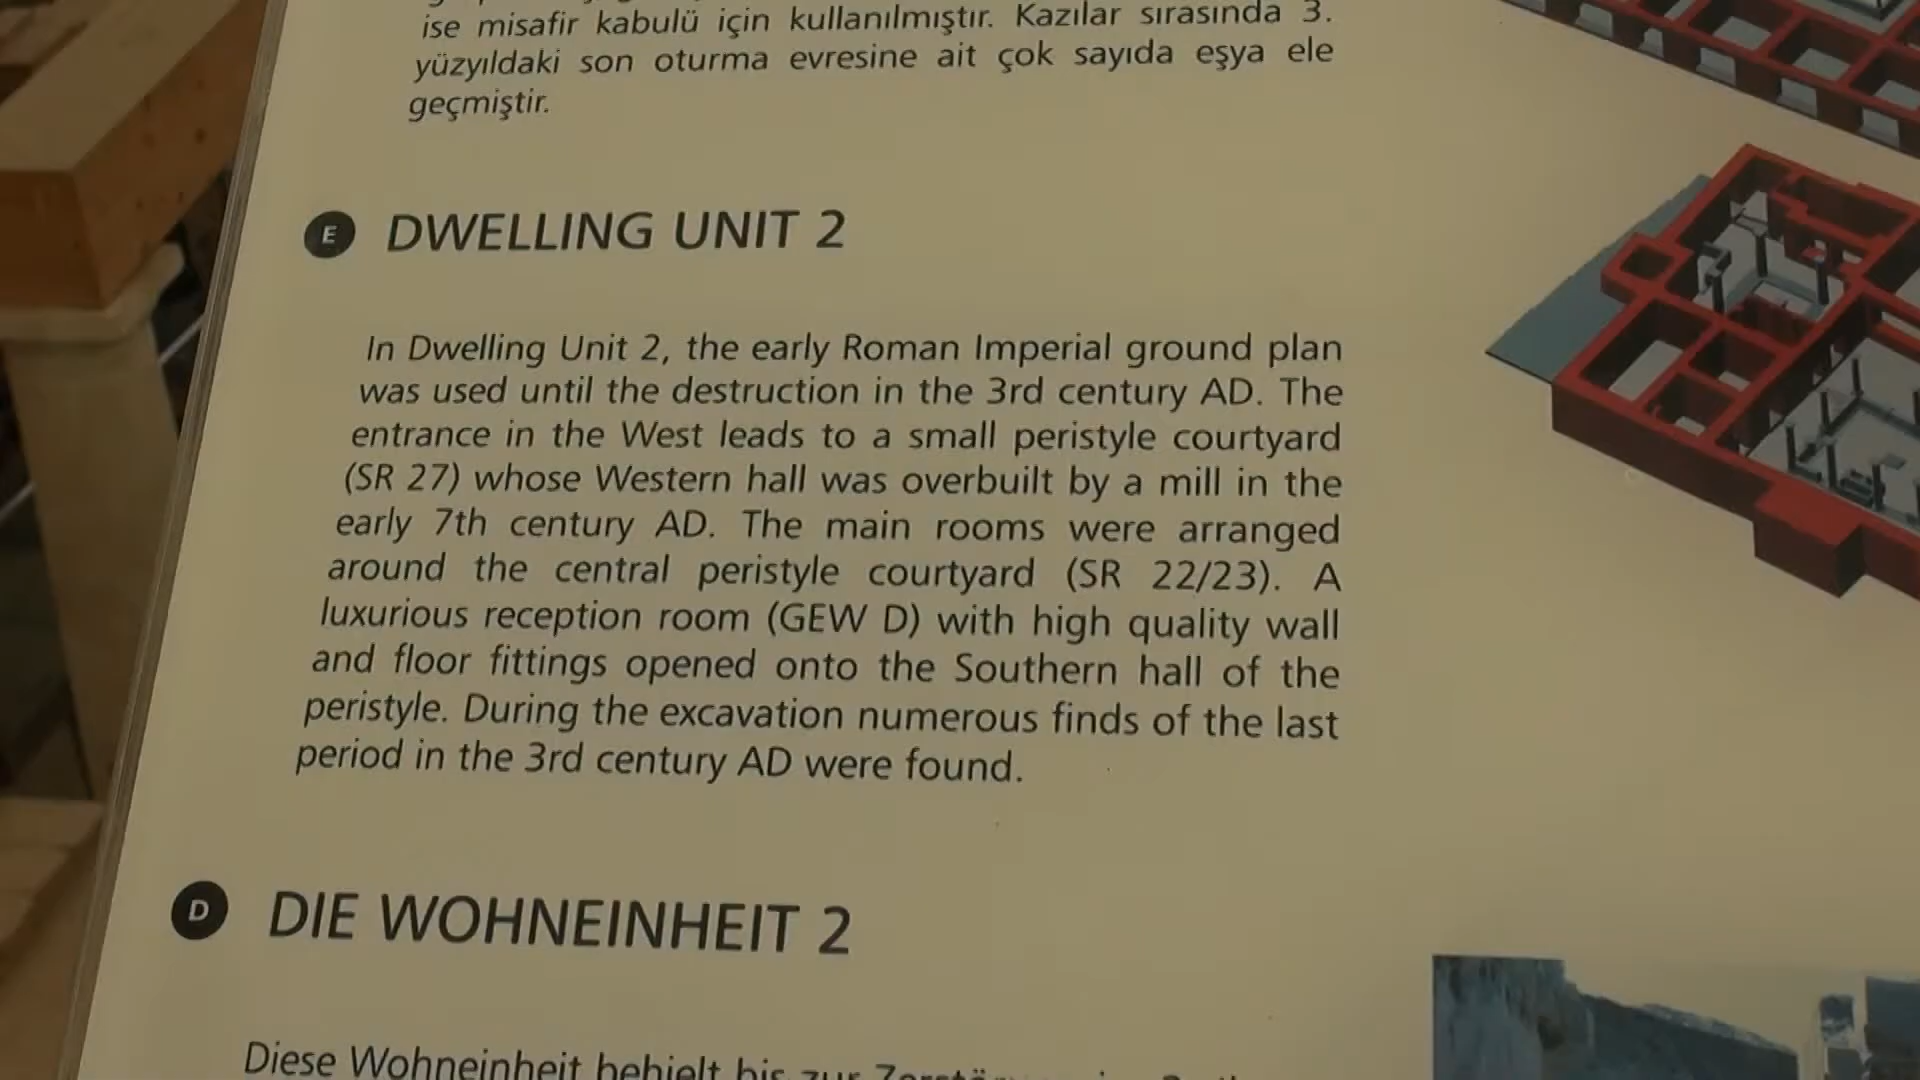 ise misafir kabulü için kullanılmıştır. Kazılar sırasında 3.
yüzyıldaki son oturma evresine ait çok sayıda eşya ele
geçmiştir.
E DWELLING UNIT 2
In Dwelling Unit 2, the early Roman Imperial ground plan
was used until the destruction in the 3rd century AD. The
entrance in the West leads to a small peristyle courtyard
(SR 27) whose Western hall was overbuilt by a mill in the
early 7th century AD. The main rooms were arranged
around the central peristyle courtyard (SR 22/23). A
luxurious reception room (GEW D) with high quality wall
and floor fittings opened onto the Southern hall of the
peristyle. During the excavation numerous finds of the last
period in the 3rd century AD were found.
D DIE WOHNEINHEIT 2
Diese Wohneinheit behielt bis zur